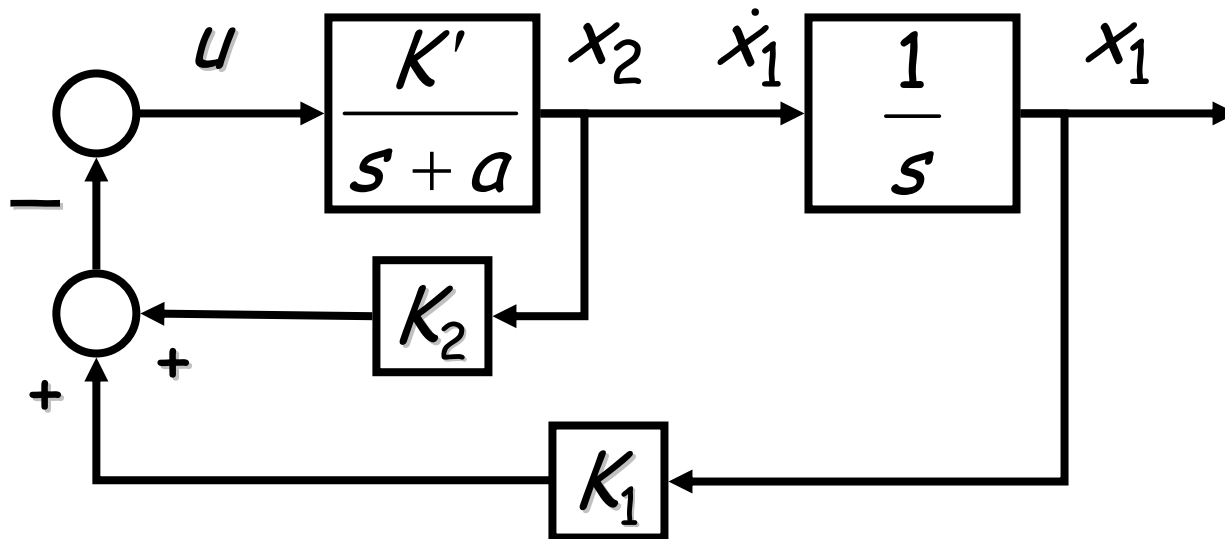 u
K′
s + a
x₂
ẋ₁
1
s
x₁
−
K₂
+
+
K₁